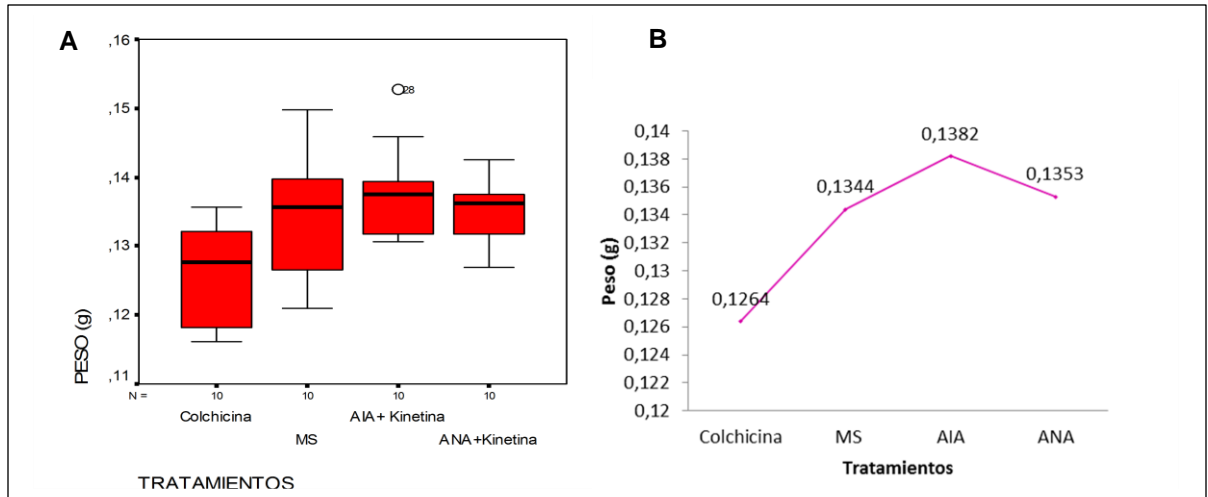 A
,16
,15
,14
,13
,12
,11
PESO (g)
28
N = 10 10 10 10
Colchicina AIA+ Kinetina
MS ANA+Kinetina
TRATAMIENTOS
B
0,14
0,138
0,136
0,134
0,132
0,13
0,128
0,126
0,124
0,122
0,12
Peso (g)
0,1264
0,1344
0,1382
0,1353
Colchicina MS AIA ANA
Tratamientos